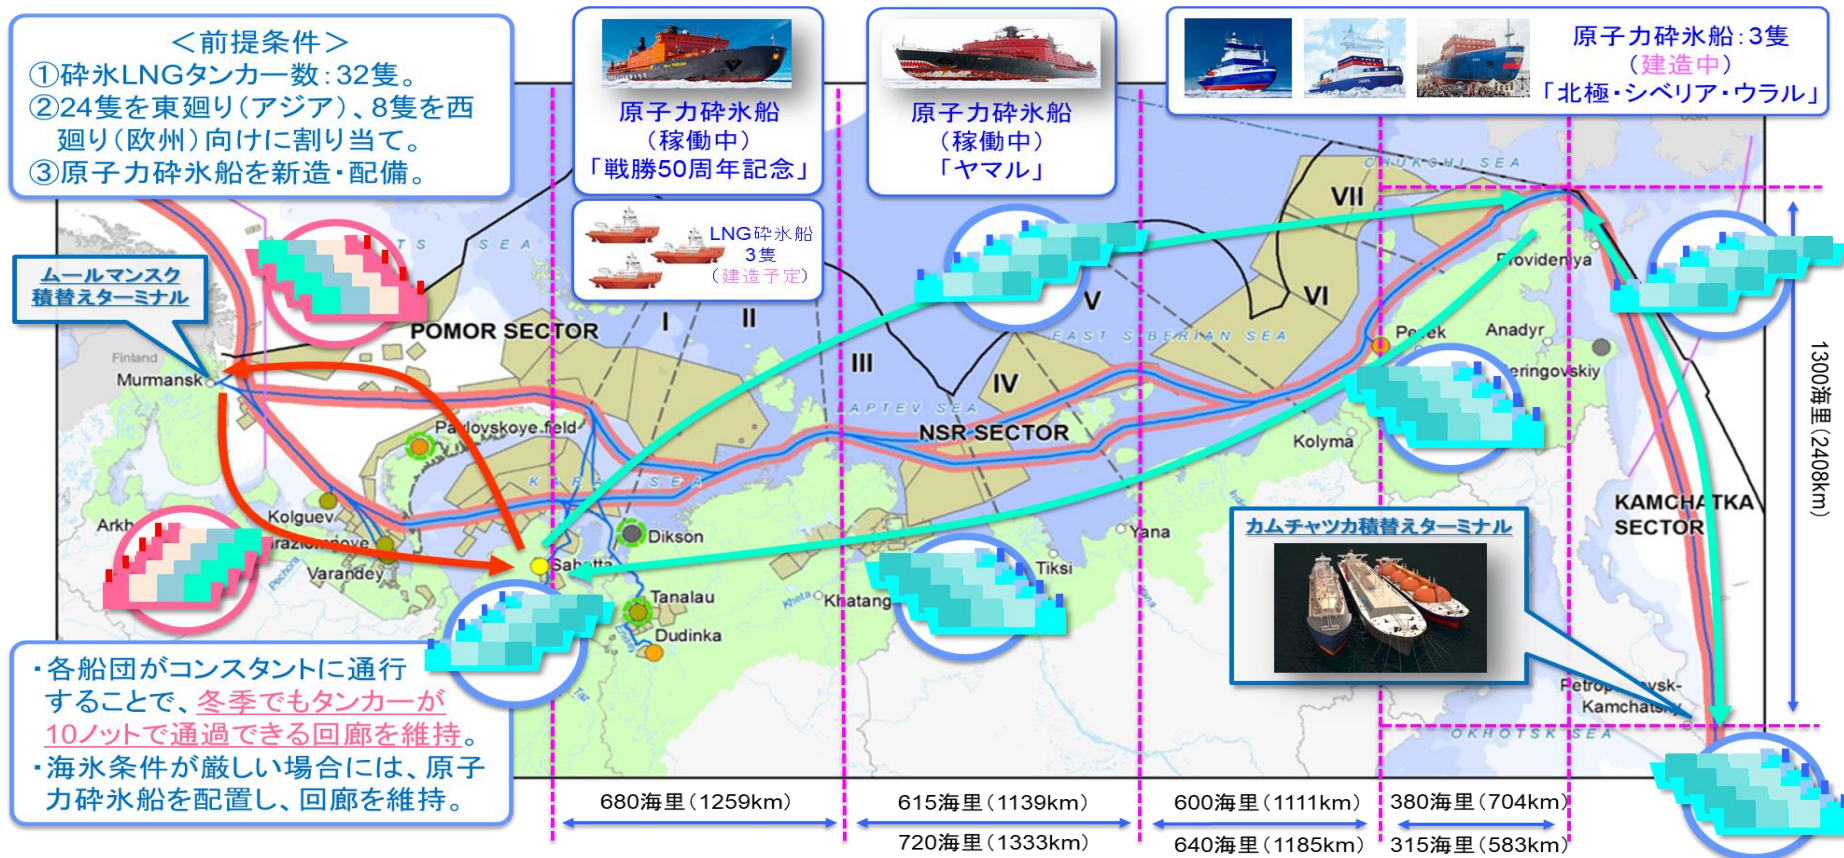 <前提条件>
①砕氷LNGタンカー数：32隻。
②24隻を東廻り（アジア）、8隻を西
廻り（欧州）向けに割り当て。
③原子力砕氷船を新造・配備。
原子力砕氷船
（稼働中）
「戦勝50周年記念」
LNG砕氷船
3隻
（建造予定）
原子力砕氷船
（稼働中）
「ヤマル」
原子力砕氷船：3隻
（建造中）
「北極・シベリア・ウラル」
ムールマンスク
積替えターミナル
CHUKCHI SEA
SEA
POMOR SECTOR
I
II
III
IV
V
VI
VII
EAST SIBERIAN SEA
LAPTEV SEA
NSR SECTOR
KARA SEA
Finland
Murmansk
Pavlovskoye field
Kolguev
Varandey
Pechora
Sabetta
Dikson
Tanalau
Dudinka
Taz
Kheta
Khatang
Tiksi
Yana
Kolyma
Pevek
Anadyr
eringovskiy
Provideniya
KAMCHATKA
SECTOR
カムチャツカ積替えターミナル
Kamchatsky
OKHOTSK SEA
1300海里（2408km）
・各船団がコンスタントに通行
することで、冬季でもタンカーが
10ノットで通過できる回廊を維持。
・海氷条件が厳しい場合には、原子
力砕氷船を配置し、回廊を維持。
680海里（1259km）
615海里（1139km）
600海里（1111km）
380海里（704km）
720海里（1333km）
640海里（1185km）
315海里（583km）